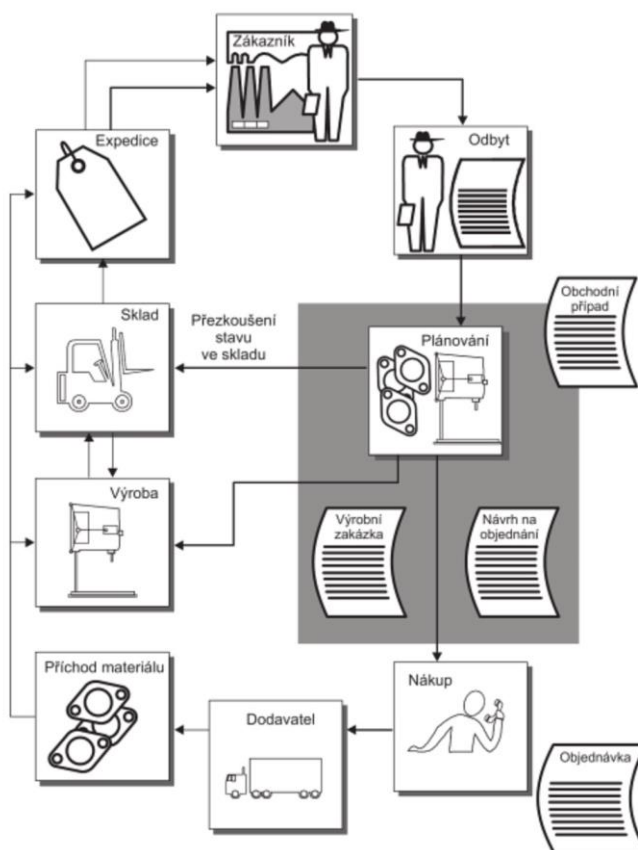 Zákazník
Expedice
Odbyt
Obchodní
případ
Sklad
Přezkoušení
stavu
ve skladu
Plánování
Výroba
Výrobní
zakázka
Návrh na
objednání
Příchod materiálu
Nákup
Dodavatel
Objednávka